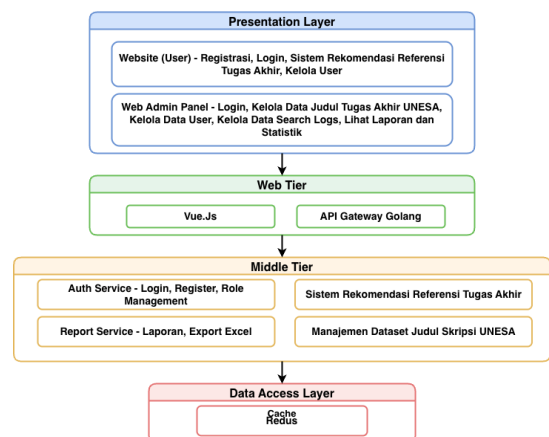 Presentation Layer
Website (User) - Registrasi, Login, Sistem Rekomendasi Referensi
Tugas Akhir, Kelola User
Web Admin Panel - Login, Kelola Data Judul Tugas Akhir UNESA,
Kelola Data User, Kelola Data Search Logs, Lihat Laporan dan
Statistik
Web Tier
Vue.Js
API Gateway Golang
Middle Tier
Auth Service - Login, Register, Role
Management
Sistem Rekomendasi Referensi Tugas Akhir
Report Service - Laporan, Export Excel
Manajemen Dataset Judul Skripsi UNESA
Data Access Layer
Cache
Redus